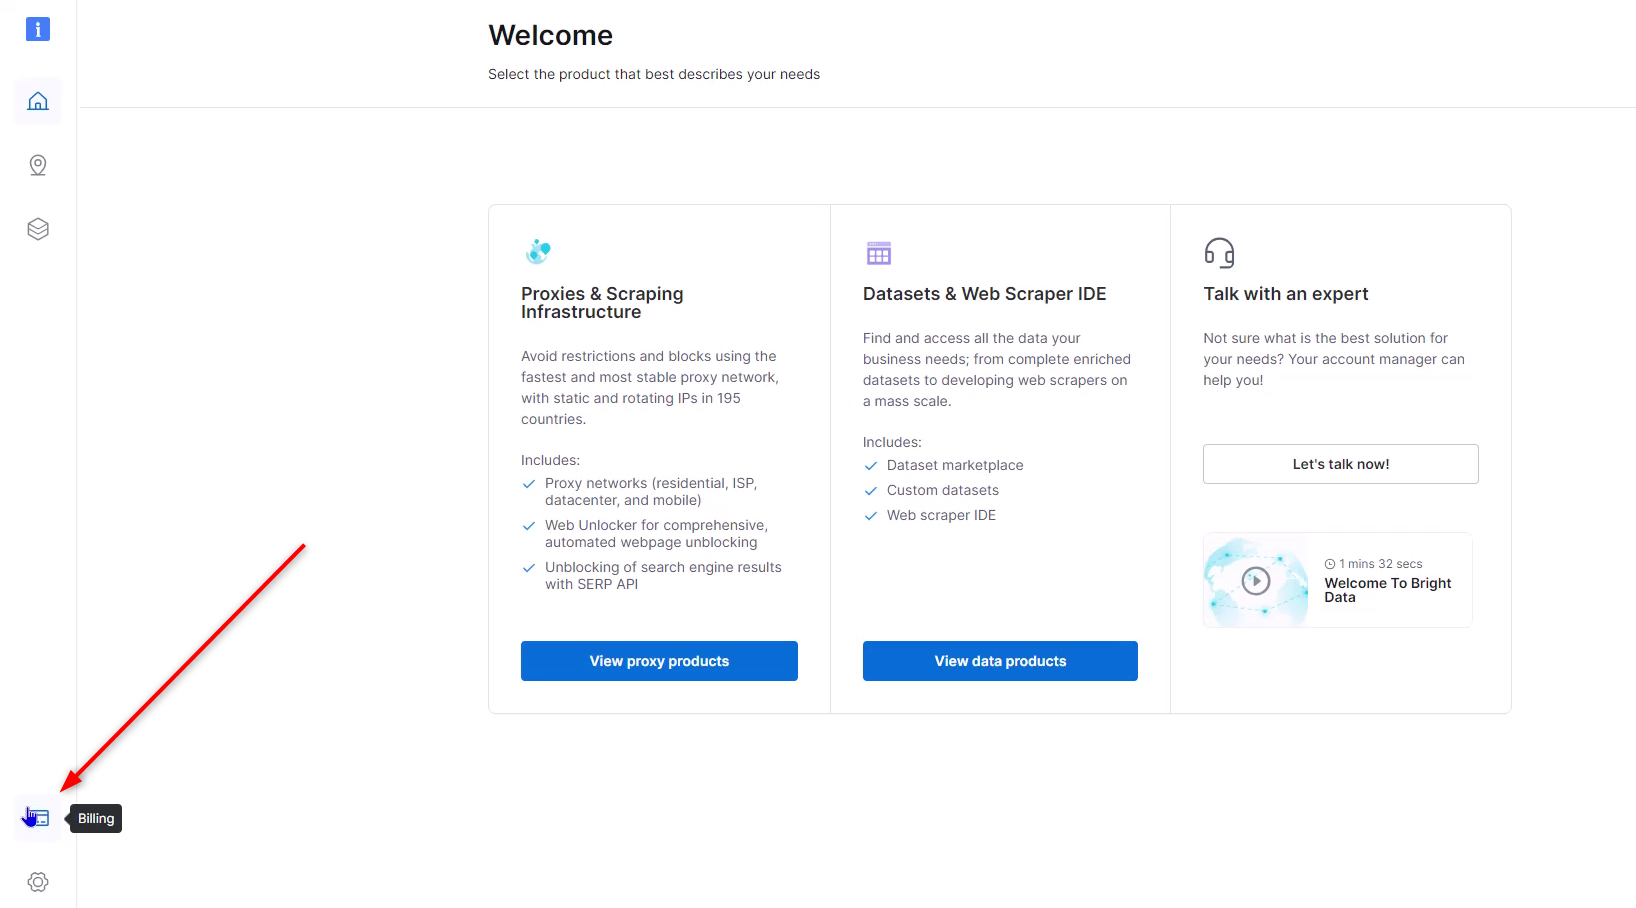 i
Welcome
Select the product that best describes your needs
Proxies & Scraping
Infrastructure
Avoid restrictions and blocks using the
fastest and most stable proxy network,
with static and rotating IPs in 195
countries.
Includes:
Proxy networks (residential, ISP,
datacenter, and mobile)
Web Unlocker for comprehensive,
automated webpage unblocking
Unblocking of search engine results
with SERP API
View proxy products
Datasets & Web Scraper IDE
Find and access all the data your
business needs; from complete enriched
datasets to developing web scrapers on
a mass scale.
Includes:
Dataset marketplace
Custom datasets
Web scraper IDE
View data products
Talk with an expert
Not sure what is the best solution for
your needs? Your account manager can
help you!
Let's talk now!
1 mins 32 secs
Welcome To Bright
Data
Billing